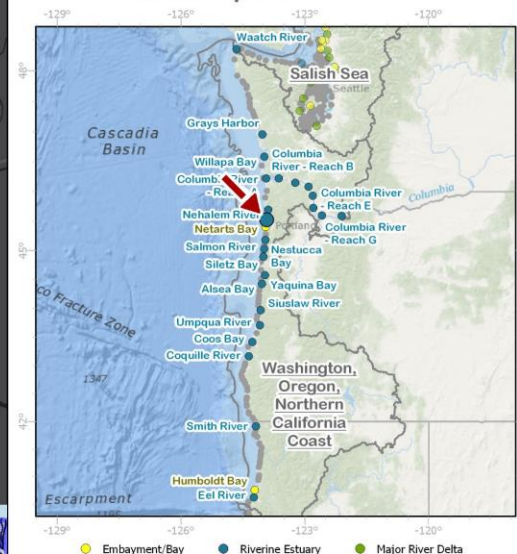 -129° -126° -123° -120°
Waatch River
48°
Salish Sea
Seattle
Cascadia
Basin
Grays Harbor
Willapa Bay
Columbia
River - Reach B
River
Columbia River
- Reach E
Columbia
Nehalem River
Netarts Bay
Portland
Columbia River
- Reach G
45°
Salmon River
Nestucca
Bay
Siletz Bay
Alsea Bay
Yaquina Bay
Siuslaw River
co Fracture Zone
Umpqua River
Coos Bay
Coquille River
Washington,
Oregon,
Northern
California
Coast
1347
42°
Smith River
Humboldt Bay
Eel River
Escarpment
-129° -126° -123° -120°
Embayment/Bay Riverine Estuary Major River Delta